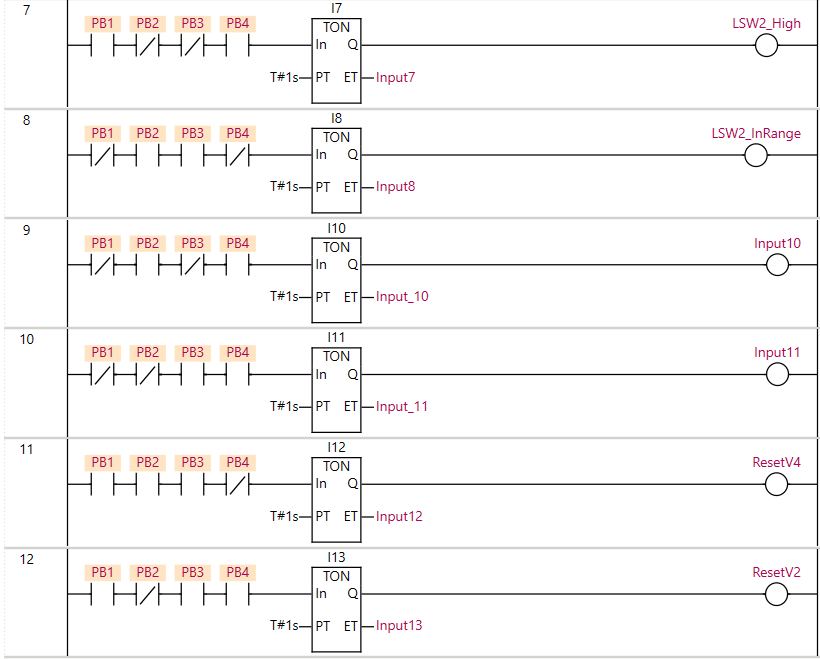 7
I7
PB1 PB2 PB3 PB4 TON LSW2_High
In Q
T#1s PT ET Input7
8
I8
PB1 PB2 PB3 PB4 TON LSW2_InRange
In Q
T#1s PT ET Input8
9
I10
PB1 PB2 PB3 PB4 TON Input10
In Q
T#1s PT ET Input_10
10
I11
PB1 PB2 PB3 PB4 TON Input11
In Q
T#1s PT ET Input_11
11
I12
PB1 PB2 PB3 PB4 TON ResetV4
In Q
T#1s PT ET Input12
12
I13
PB1 PB2 PB3 PB4 TON ResetV2
In Q
T#1s PT ET Input13